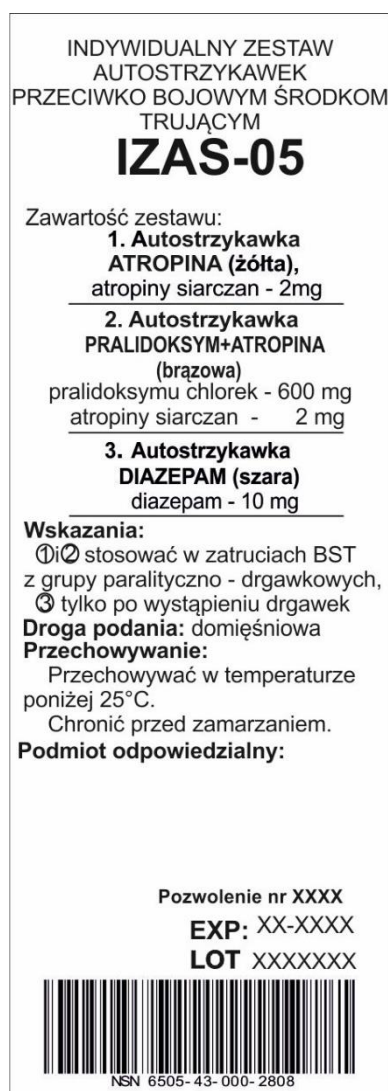 INDYWIDUALNY ZESTAW
AUTOSTRZYKAWEK
PRZECIWKO BOJOWYM ŚRODKOM
TRUJĄCYM
IZAS-05
Zawartość zestawu:
1. Autostrzykawka
ATROPINA (żółta),
atropiny siarczan - 2mg
2. Autostrzykawka
PRALIDOKSYM+ATROPINA
(brązowa)
pralidoksymu chlorek - 600 mg
atropiny siarczan - 2 mg
3. Autostrzykawka
DIAZEPAM (szara)
diazepam - 10 mg
Wskazania:
①i② stosować w zatruciach BST
z grupy paralityczno - drgawkowych,
③ tylko po wystąpieniu drgawek
Droga podania: domięśniowa
Przechowywanie:
Przechowywać w temperaturze
poniżej 25°C.
Chronić przed zamarzaniem.
Podmiot odpowiedzialny:
Pozwolenie nr XXXX
EXP: XX-XXXX
LOT XXXXXXX
NSN 6505-43-000-2808